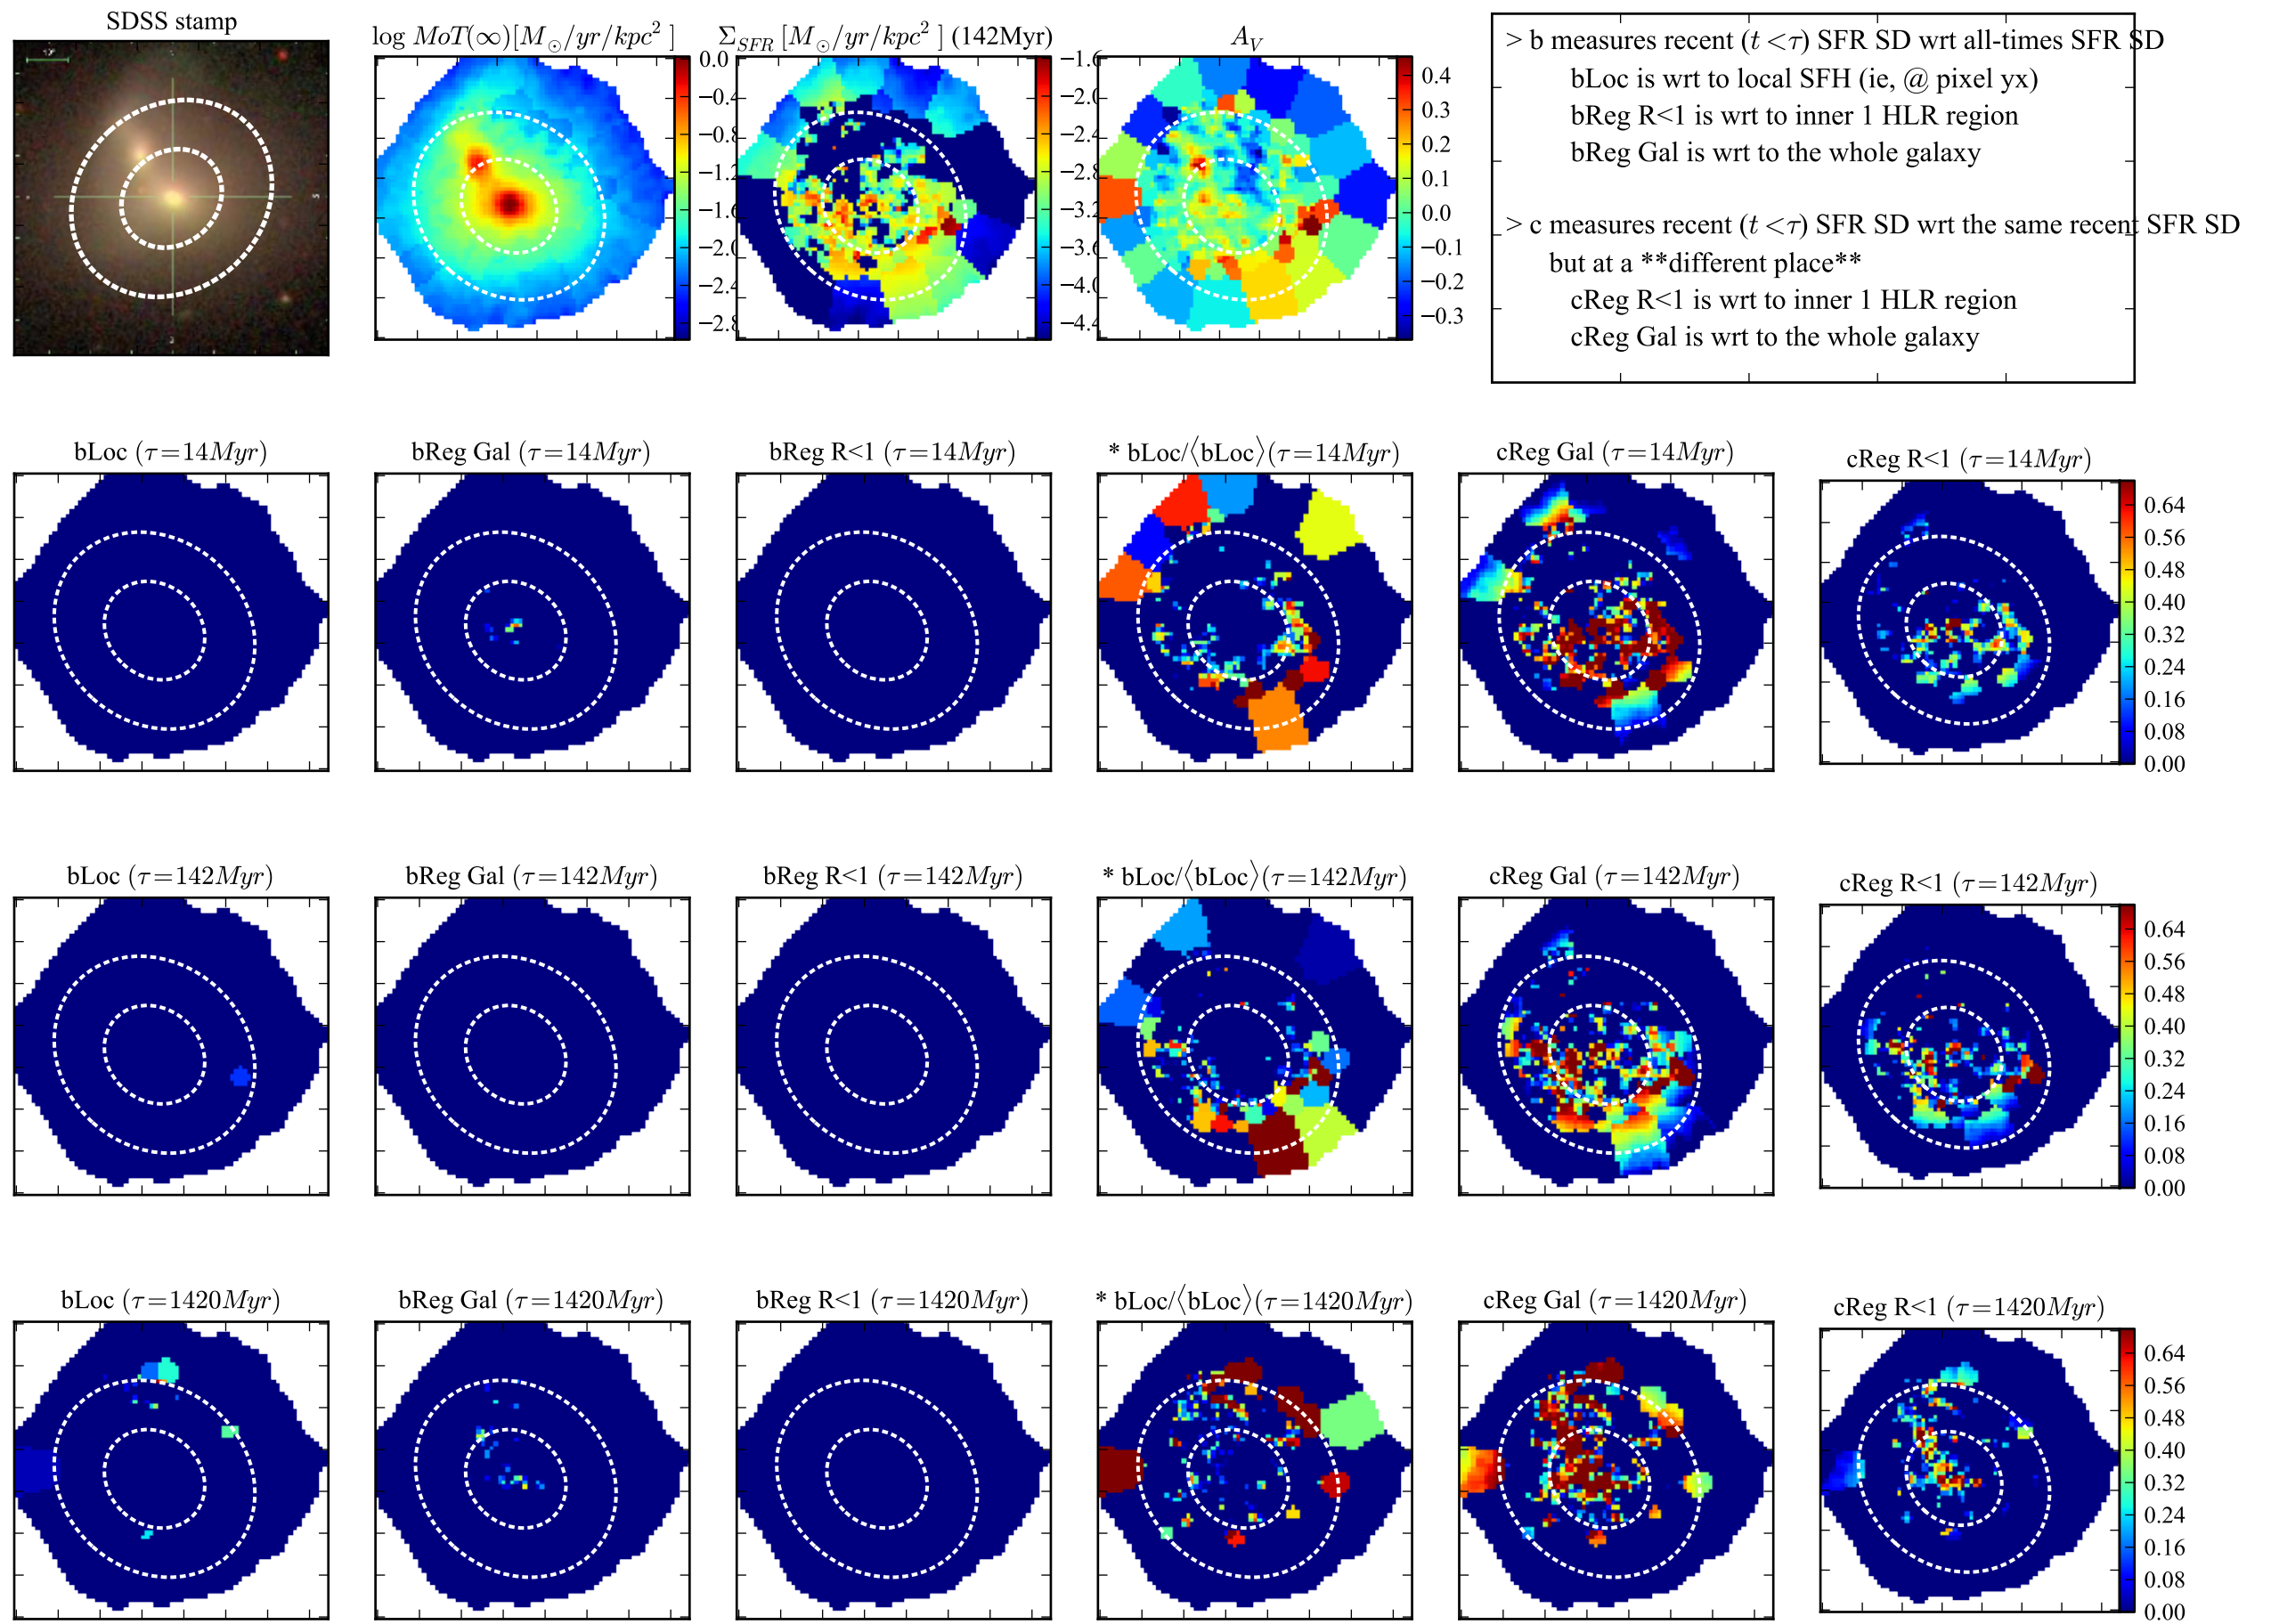 SDSS stamp
log MoT(∞)[M⊙/yr/kpc² ]
Σ_SFR [M⊙/yr/kpc² ] (142Myr)
A_V
0.0
−0.4
−0.8
−1.2
−1.6
−2.0
−2.4
−2.8
−1.6
−2.0
−2.4
−2.8
−3.2
−3.6
−4.0
−4.4
0.4
0.3
0.2
0.1
0.0
−0.1
−0.2
−0.3
> b measures recent (t <τ) SFR SD wrt all-times SFR SD
bLoc is wrt to local SFH (ie, @ pixel yx)
bReg R<1 is wrt to inner 1 HLR region
bReg Gal is wrt to the whole galaxy
> c measures recent (t <τ) SFR SD wrt the same recent SFR SD
but at a **different place**
cReg R<1 is wrt to inner 1 HLR region
cReg Gal is wrt to the whole galaxy
bLoc (τ=14Myr)
bReg Gal (τ=14Myr)
bReg R<1 (τ=14Myr)
* bLoc/⟨bLoc⟩(τ=14Myr)
cReg Gal (τ=14Myr)
cReg R<1 (τ=14Myr)
0.64
0.56
0.48
0.40
0.32
0.24
0.16
0.08
0.00
bLoc (τ=142Myr)
bReg Gal (τ=142Myr)
bReg R<1 (τ=142Myr)
* bLoc/⟨bLoc⟩(τ=142Myr)
cReg Gal (τ=142Myr)
cReg R<1 (τ=142Myr)
0.64
0.56
0.48
0.40
0.32
0.24
0.16
0.08
0.00
bLoc (τ=1420Myr)
bReg Gal (τ=1420Myr)
bReg R<1 (τ=1420Myr)
* bLoc/⟨bLoc⟩(τ=1420Myr)
cReg Gal (τ=1420Myr)
cReg R<1 (τ=1420Myr)
0.64
0.56
0.48
0.40
0.32
0.24
0.16
0.08
0.00